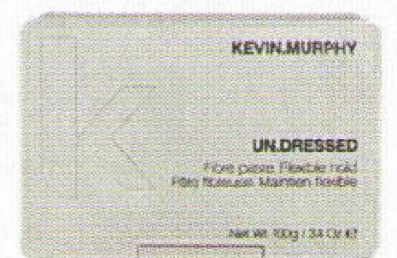 KEVIN.MURPHY
UN.DRESSED
Fibre paste. Flexible hold
Pâte fibreuse. Maintien flexible
Net Wt. 100g / 3.4 Oz